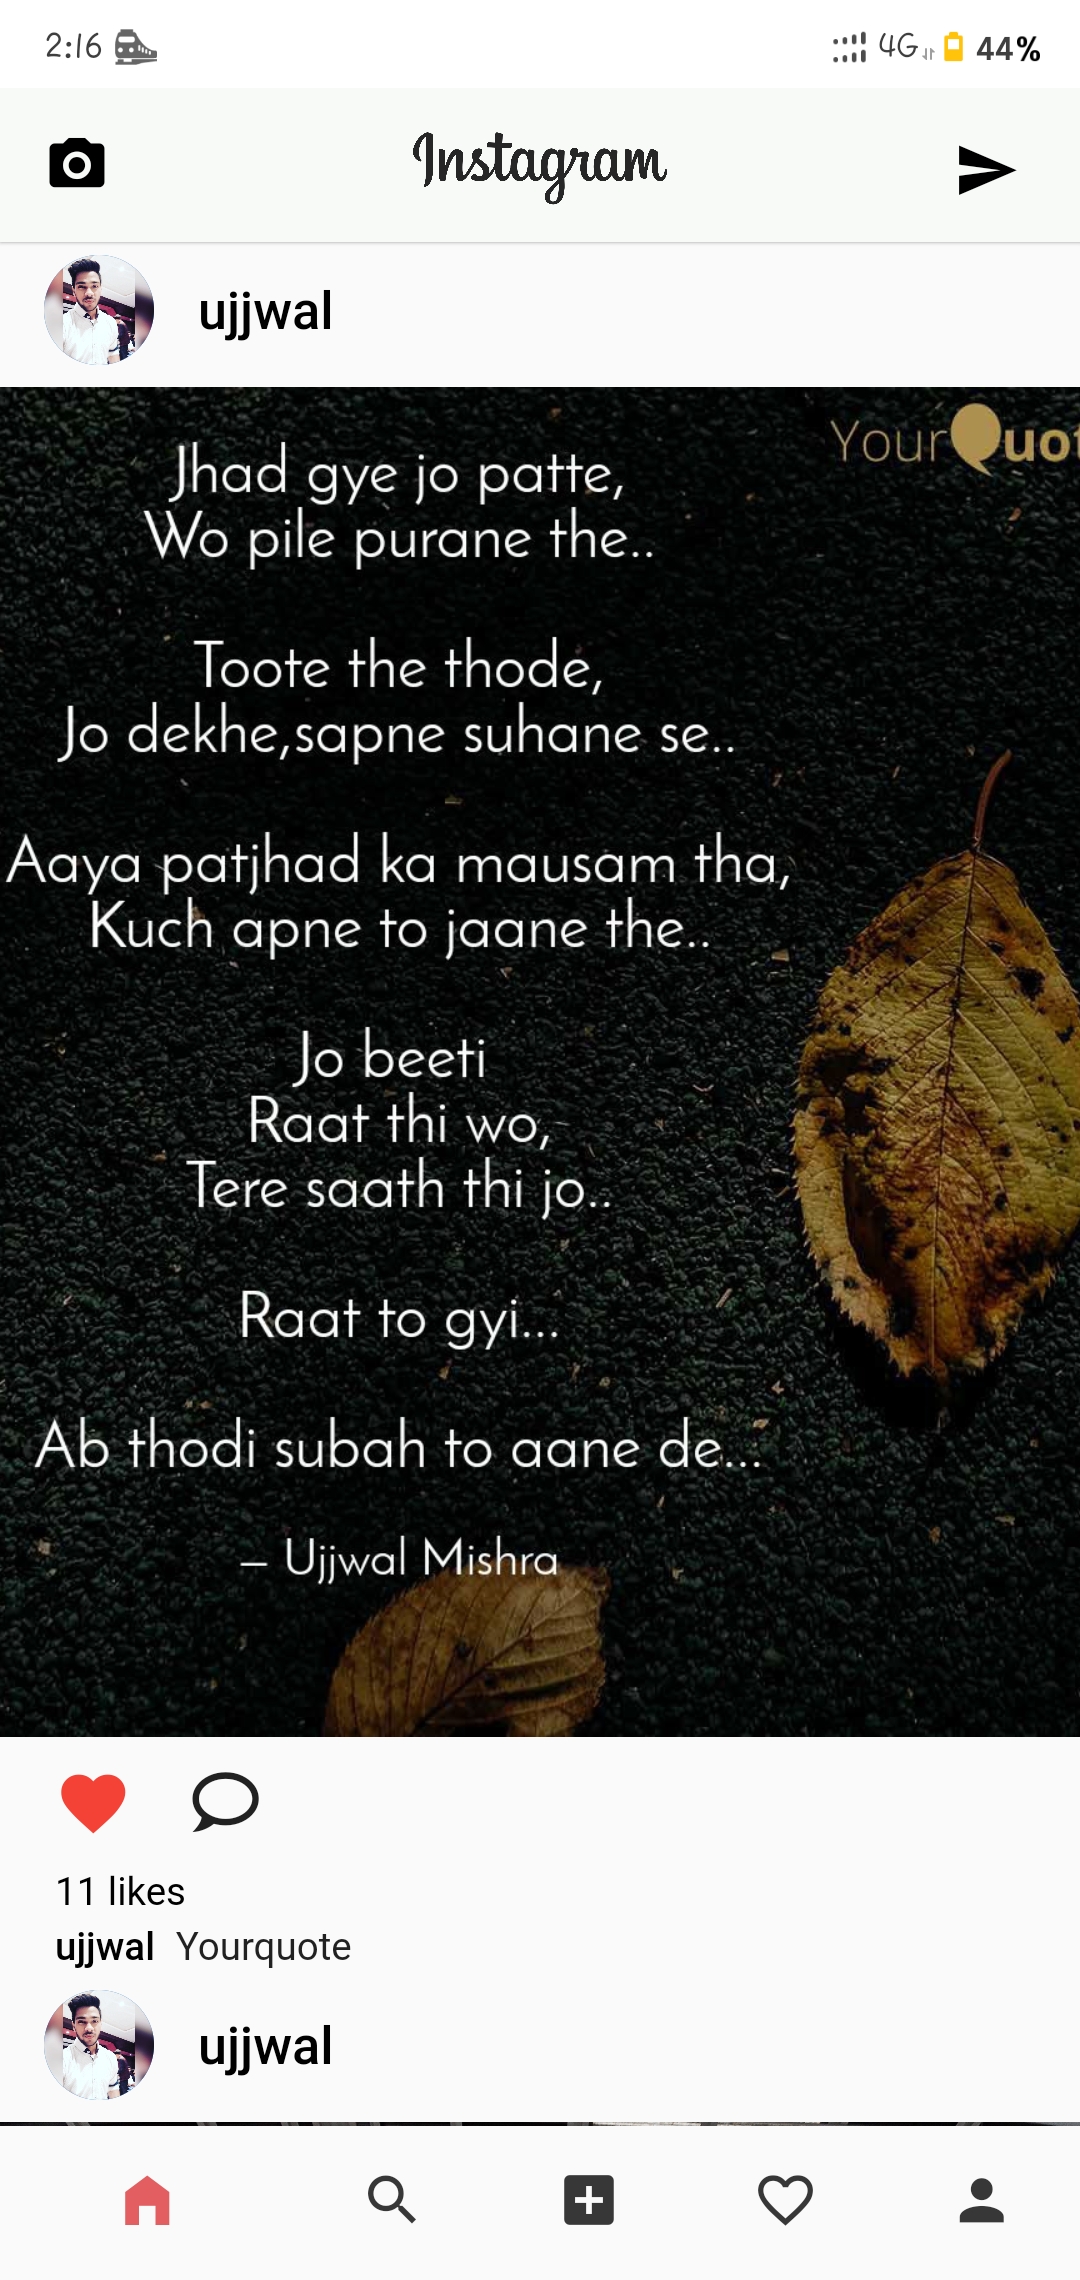 2:16 4G 44%
Instagram
ujjwal
YourQuot
Jhad gye jo patte,
Wo pile purane the..
Toote the thode,
Jo dekhe,sapne suhane se..
Aaya patjhad ka mausam tha,
Kuch apne to jaane the..
Jo beeti
Raat thi wo,
Tere saath thi jo..
Raat to gyi...
Ab thodi subah to aane de...
– Ujjwal Mishra
11 likes
ujjwal Yourquote
ujjwal